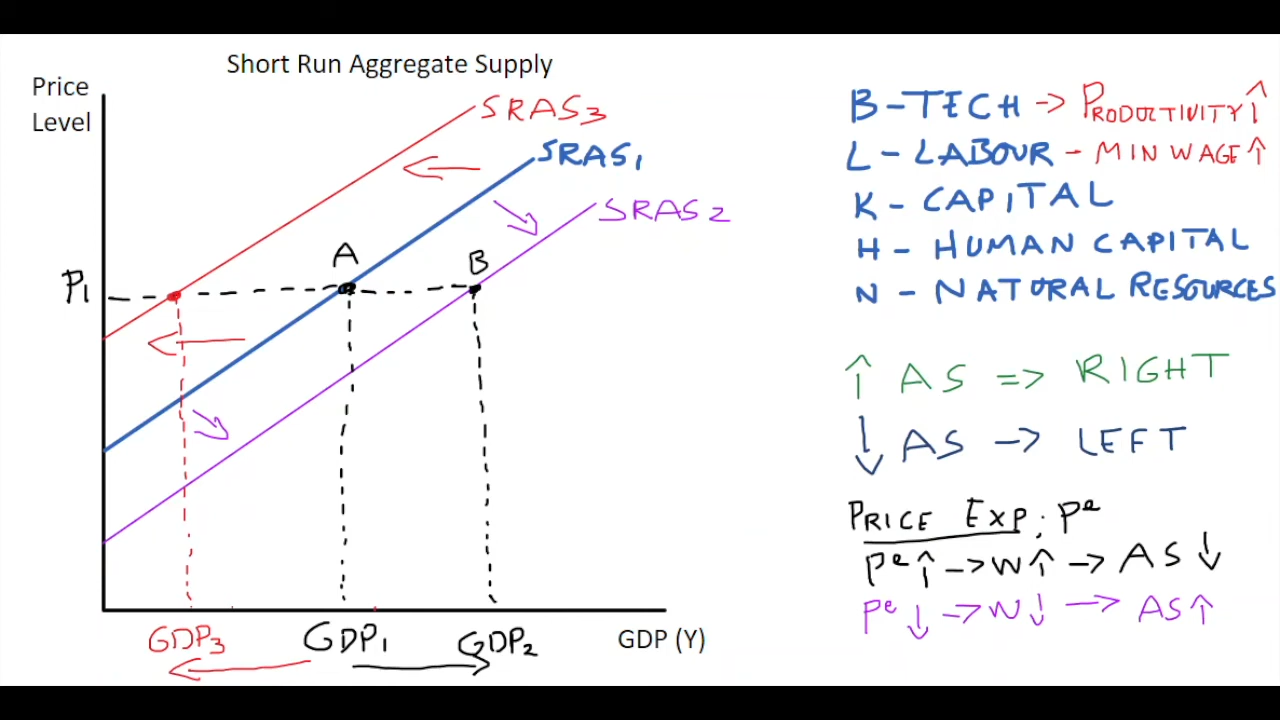 Short Run Aggregate Supply
Price
Level
SRAS3
SRAS1
SRAS2
A
B
P1
GDP3
GDP1
GDP2
GDP (Y)
B - TECH -> PRODUCTIVITY ↑
L - LABOUR - MIN WAGE ↑
K - CAPITAL
H - HUMAN CAPITAL
N - NATURAL RESOURCES
↑ AS => RIGHT
↓ AS -> LEFT
PRICE EXP; Pe
Pe ↑ -> W ↑ -> AS ↓
Pe ↓ -> W ↓ -> AS ↑